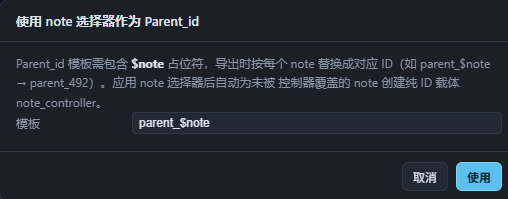 使用 note 选择器作为 Parent_id
Parent_id 模板需包含 $note 占位符，导出时按每个 note 替换成对应 ID（如 parent_$note
→ parent_492）。应用 note 选择器后自动为未被 控制器覆盖的 note 创建纯 ID 载体
note_controller。
模板 parent_$note
取消 使用